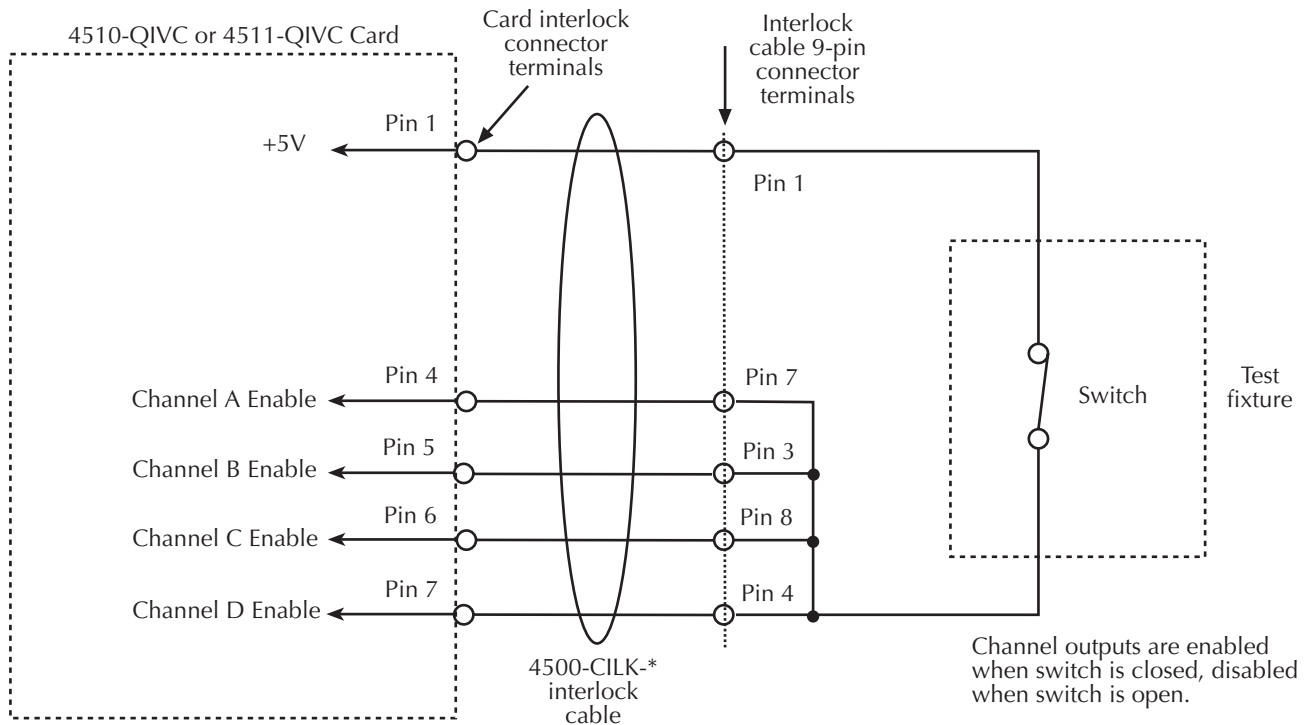 4510-QIVC or 4511-QIVC Card
Card interlock
connector
terminals
Interlock
cable 9-pin
connector
terminals
+5V
Pin 1
Pin 1
Channel A Enable
Pin 4
Pin 7
Channel B Enable
Pin 5
Pin 3
Channel C Enable
Pin 6
Pin 8
Channel D Enable
Pin 7
Pin 4
Switch
Test
fixture
4500-CILK-*
interlock
cable
Channel outputs are enabled
when switch is closed, disabled
when switch is open.